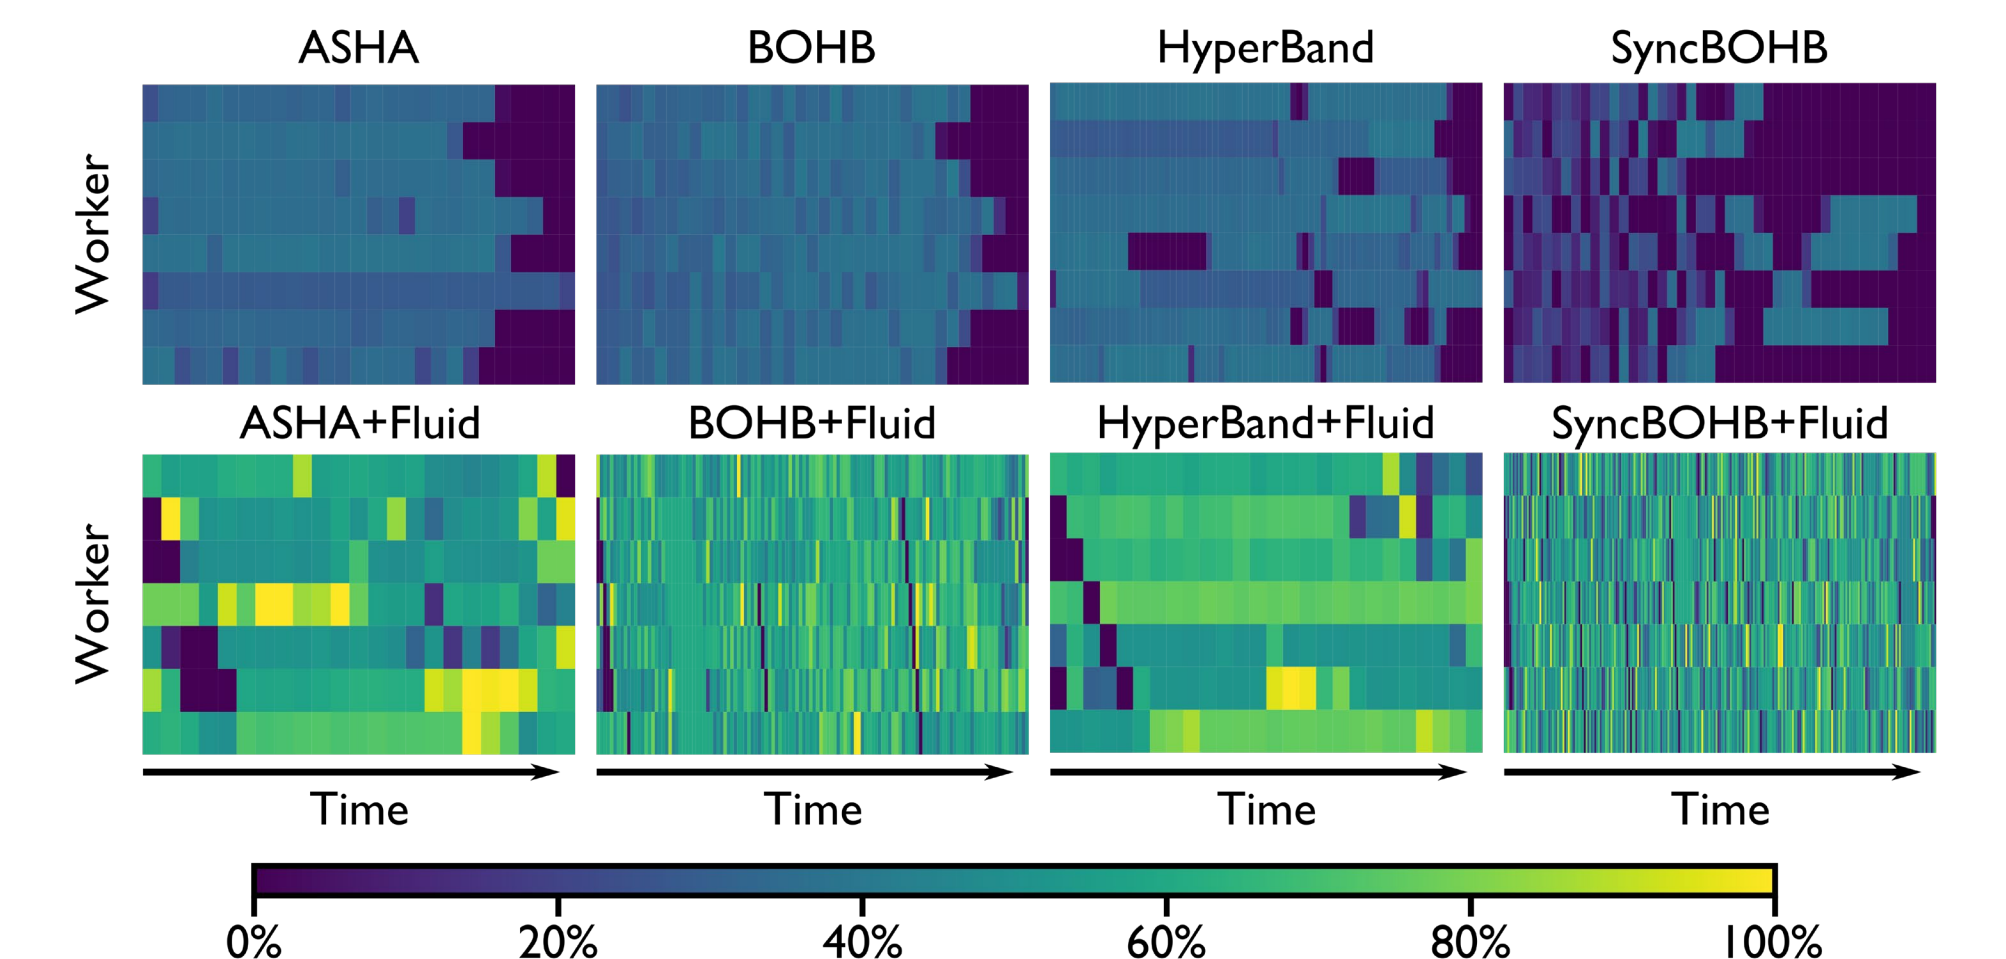 ASHA BOHB HyperBand SyncBOHB
Worker
ASHA+Fluid BOHB+Fluid HyperBand+Fluid SyncBOHB+Fluid
Worker
Time Time Time Time
0% 20% 40% 60% 80% 100%